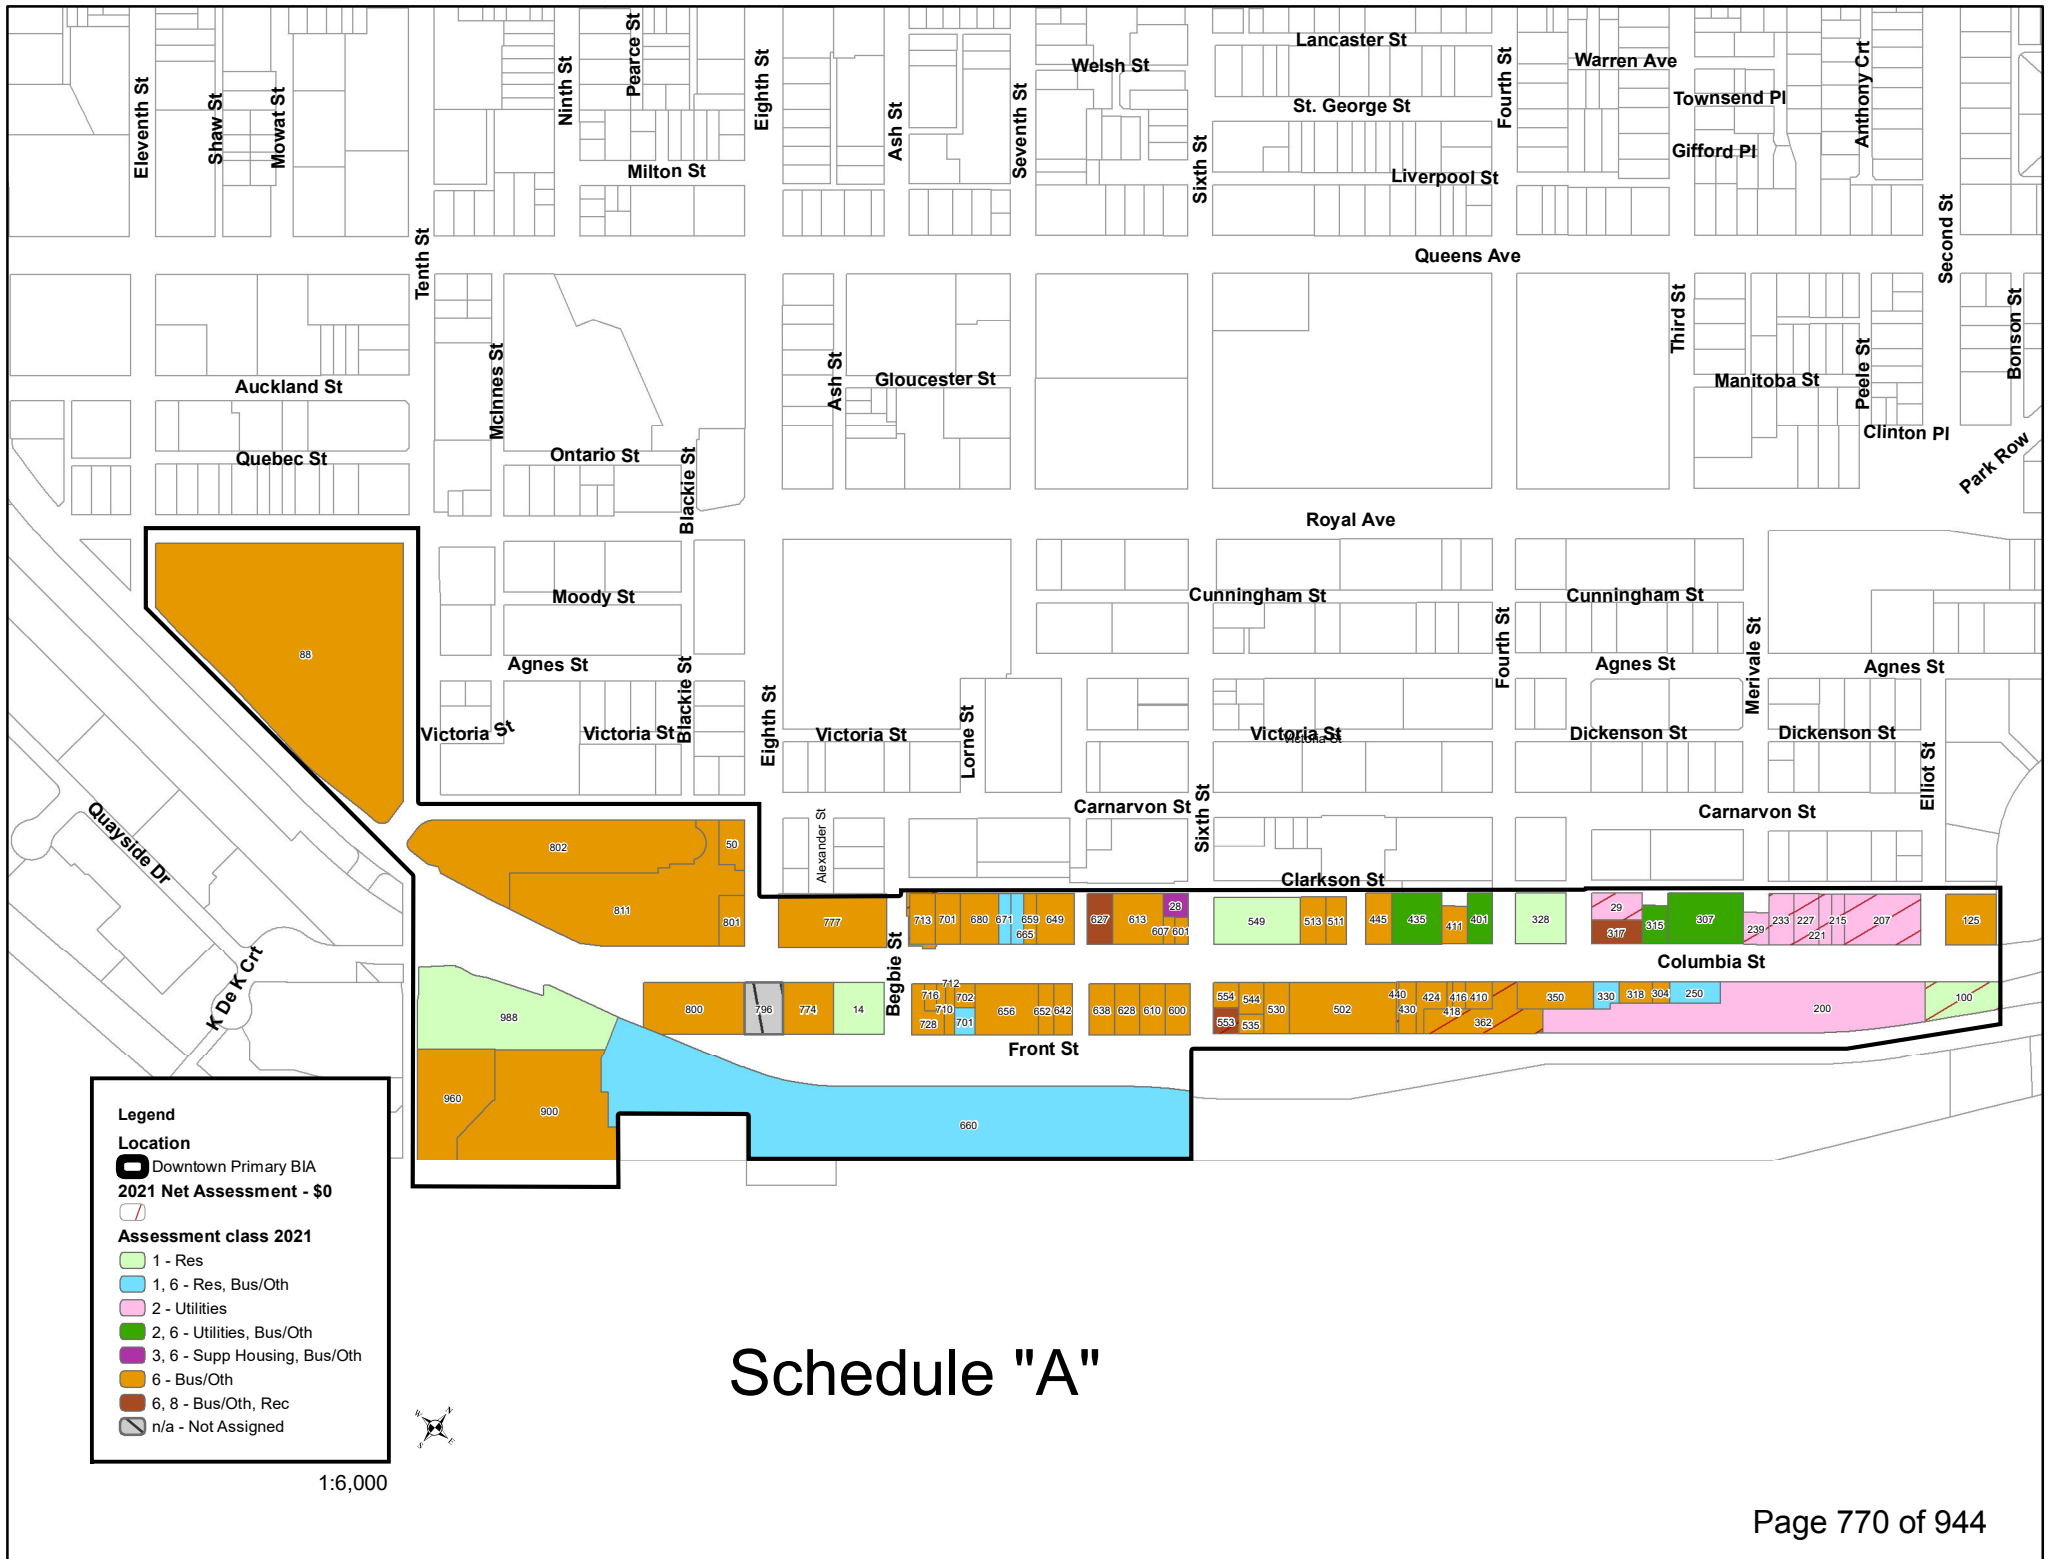 Lancaster St
Welsh St
Warren Ave
Pearce St
Eleventh St
Shaw St
Mowat St
Ninth St
Eighth St
Ash St
Seventh St
Fourth St
Townsend Pl
Anthony Crt
St. George St
Sixth St
Gifford Pl
Milton St
Liverpool St
Second St
Tenth St
Queens Ave
Third St
Bonson St
McInnes St
Ash St
Peele St
Auckland St
Gloucester St
Manitoba St
Clinton Pl
Quebec St
Ontario St
Blackie St
Park Row
Royal Ave
Moody St
Cunningham St
Cunningham St
88
Fourth St
Merivale St
Agnes St
Agnes St
Agnes St
Blackie St
Eighth St
Lorne St
Victoria St
Victoria St
Victoria St
Victoria St
Victoria St
Dickenson St
Dickenson St
Elliot St
Carnarvon St
Sixth St
Carnarvon St
Quayside Dr
Alexander St
802
50
Clarkson St
811
801
777
713 701 680 671 665 659 649
627 613 28 607 601
549 513 511
445 435 411 401
328
29 317 315 307 239 233 227 221 215 207
125
Begbie St
Columbia St
K De K Crt
988
800 796 774 14
716 712 710 702 728 701 656 652 642
638 628 610 600
554 544 553 535 530 502 440 430 424 418 416 410 362 350 330 318 304 250 200 100
Front St
960
900
660
Legend
Location
Downtown Primary BIA
2021 Net Assessment - $0
Assessment class 2021
1 - Res
1, 6 - Res, Bus/Oth
2 - Utilities
2, 6 - Utilities, Bus/Oth
3, 6 - Supp Housing, Bus/Oth
6 - Bus/Oth
6, 8 - Bus/Oth, Rec
n/a - Not Assigned
W N
S E
1:6,000
Schedule "A"
Page 770 of 944